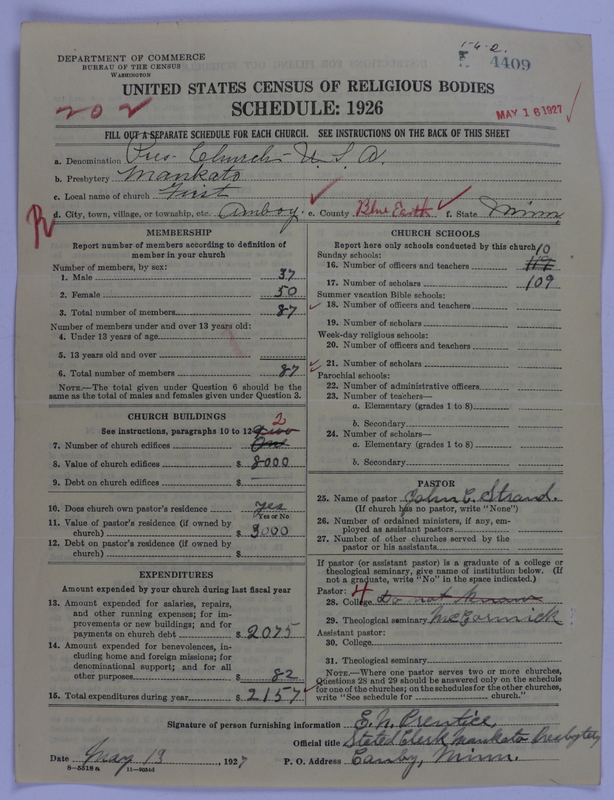 1-6-2.
4409
DEPARTMENT OF COMMERCE
BUREAU OF THE CENSUS
WASHINGTON
UNITED STATES CENSUS OF RELIGIOUS BODIES
SCHEDULE: 1926
202
MAY 16 1927
FILL OUT A SEPARATE SCHEDULE FOR EACH CHURCH. SEE INSTRUCTIONS ON THE BACK OF THIS SHEET
a. Denomination Pres. Church - U.S.A.
b. Presbytery Mankato
c. Local name of church First
d. City, town, village, or township, etc. Amboy. e. County Blue Earth f. State Minn.
R
MEMBERSHIP
Report number of members according to definition of
member in your church
Number of members, by sex:
1. Male 37
2. Female 50
3. Total number of members 87
Number of members under and over 13 years old:
4. Under 13 years of age
5. 13 years old and over
6. Total number of members 87
NOTE.—The total given under Question 6 should be the
same as the total of males and females given under Question 3.
CHURCH BUILDINGS
See instructions, paragraphs 10 to 12
2
7. Number of church edifices
8. Value of church edifices $ 8000
9. Debt on church edifices $ —
10. Does church own pastor's residence? yes
Yes or No
11. Value of pastor's residence (if owned by
church) $ 3000
12. Debt on pastor's residence (if owned by
church) $
EXPENDITURES
Amount expended by your church during last fiscal year
13. Amount expended for salaries, repairs,
and other running expenses; for im-
provements or new buildings; and for
payments on church debt $ 2075
14. Amount expended for benevolences, in-
cluding home and foreign missions; for
denominational support; and for all
other purposes $ 82
15. Total expenditures during year $ 2157
CHURCH SCHOOLS
Report here only schools conducted by this church
Sunday schools:
16. Number of officers and teachers 10
17. Number of scholars 109
Summer vacation Bible schools:
18. Number of officers and teachers
19. Number of scholars
Week-day religious schools:
20. Number of officers and teachers
21. Number of scholars
Parochial schools:
22. Number of administrative officers
23. Number of teachers—
a. Elementary (grades 1 to 8)
b. Secondary
24. Number of scholars—
a. Elementary (grades 1 to 8)
b. Secondary
PASTOR
25. Name of pastor John C. Strand.
(If church has no pastor, write "None")
26. Number of ordained ministers, if any, em-
ployed as assistant pastors
27. Number of other churches served by the
pastor or his assistants
If pastor (or assistant pastor) is a graduate of a college or
theological seminary, give name of institution below. (If
not a graduate, write "No" in the space indicated.)
Pastor: 4
28. College Do not know
29. Theological seminary McCormick
Assistant pastor:
30. College
31. Theological seminary
NOTE.—Where one pastor serves two or more churches,
Questions 28 and 29 should be answered only on the schedule
for one of the churches; on the schedules for the other churches,
write "See schedule for church."
Signature of person furnishing information E. N. Prentice,
Official title Stated Clerk Mankato Presbytery
Date May 13, 1927 P. O. Address Canby, Minn.
8-5518a